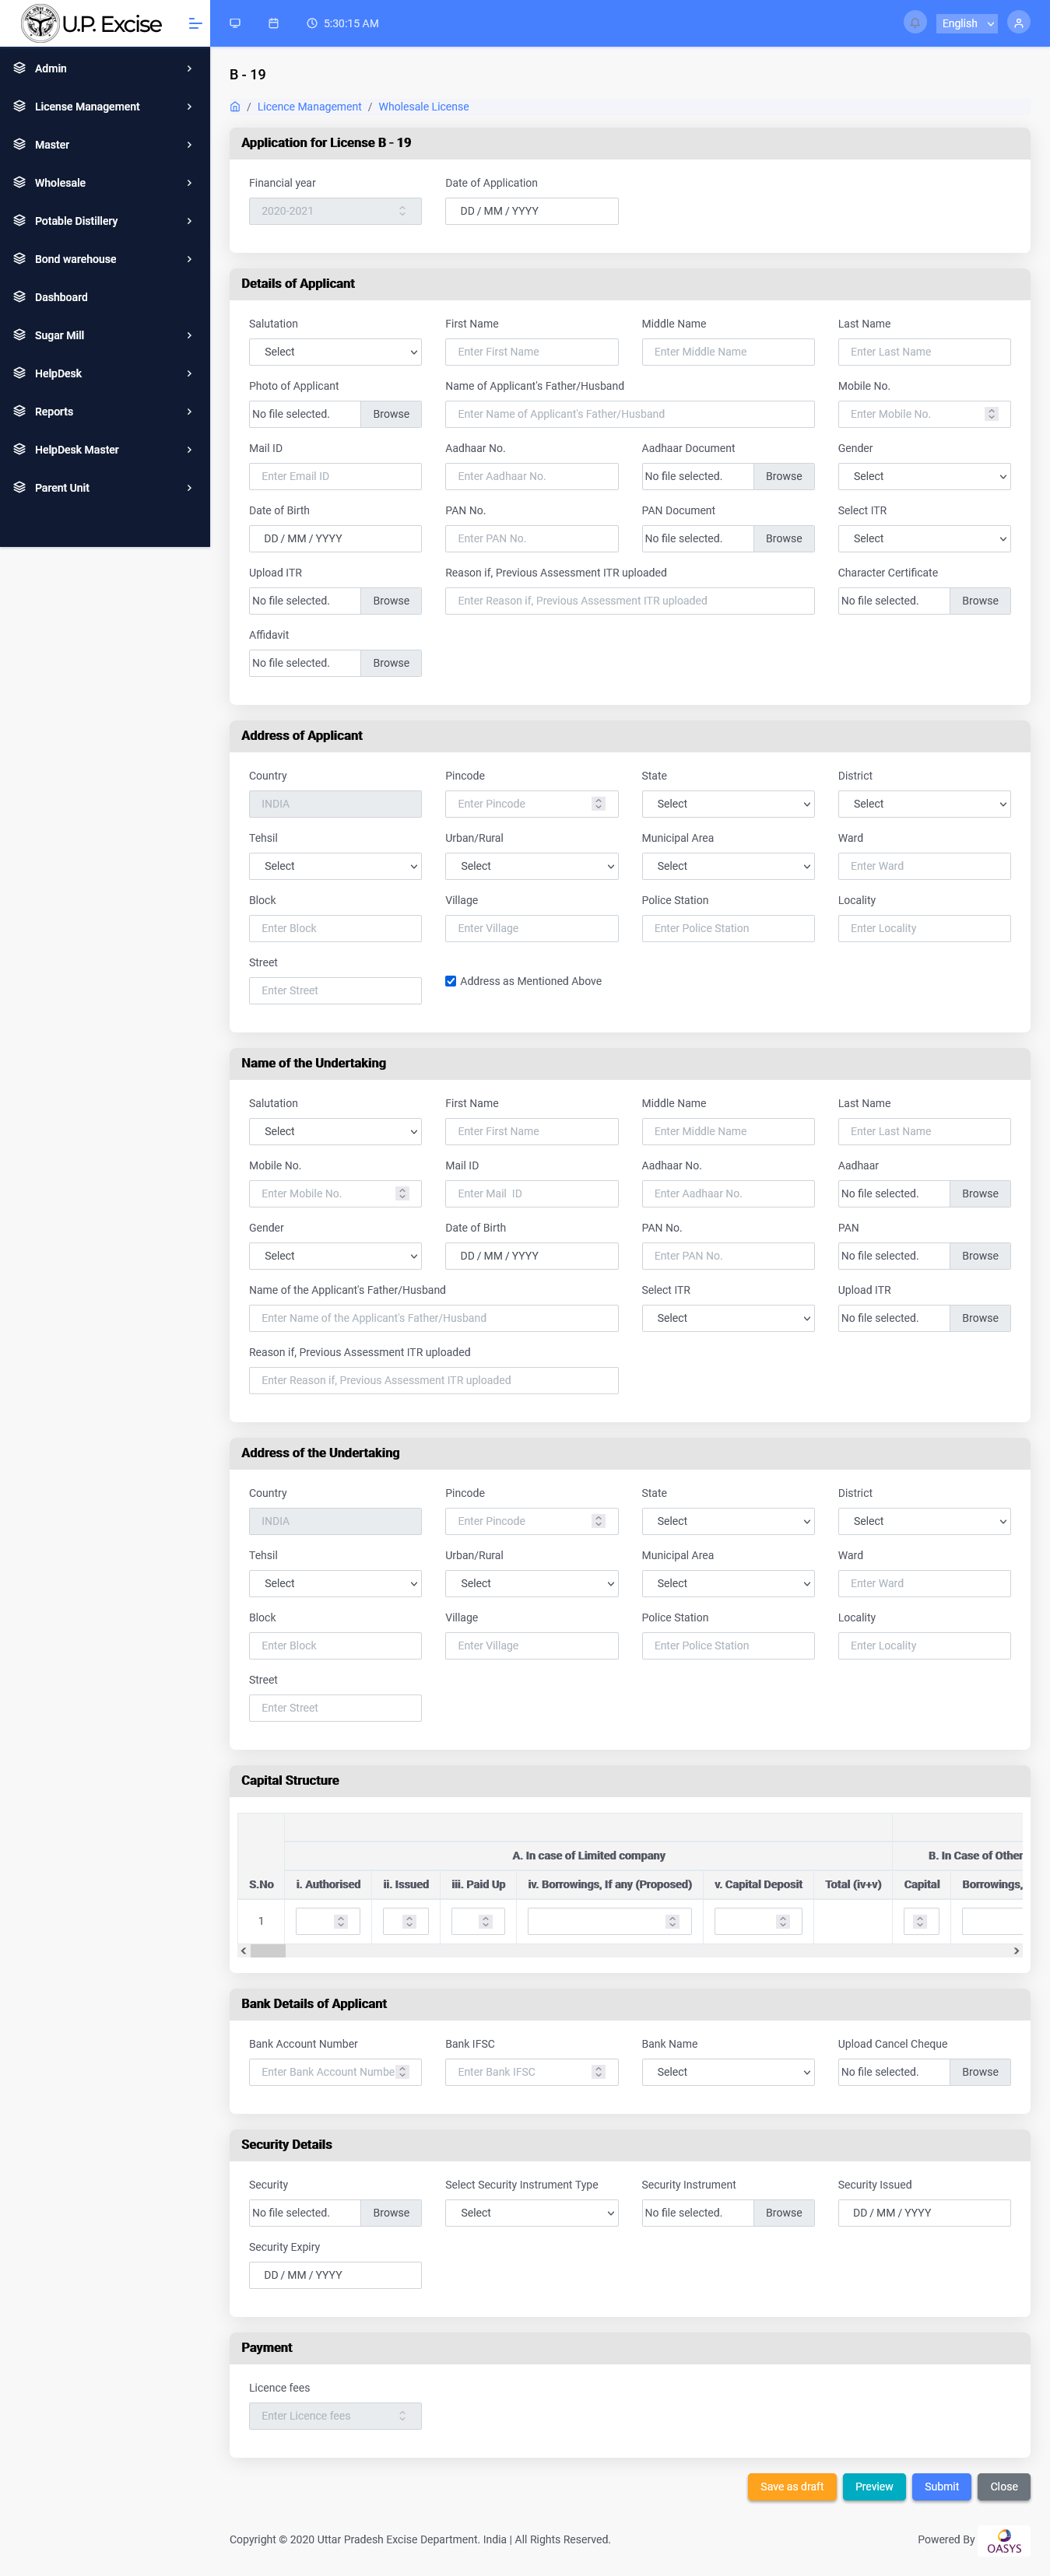 U.P. Excise
5:30:15 AM
English
Admin
License Management
Master
Wholesale
Potable Distillery
Bond warehouse
Dashboard
Sugar Mill
HelpDesk
Reports
HelpDesk Master
Parent Unit
B - 19
/ Licence Management / Wholesale License
Application for License B - 19
Financial year Date of Application
2020-2021 DD / MM / YYYY
Details of Applicant
Salutation First Name Middle Name Last Name
Select Enter First Name Enter Middle Name Enter Last Name
Photo of Applicant Name of Applicant's Father/Husband Mobile No.
No file selected. Browse Enter Name of Applicant's Father/Husband Enter Mobile No.
Mail ID Aadhaar No. Aadhaar Document Gender
Enter Email ID Enter Aadhaar No. No file selected. Browse Select
Date of Birth PAN No. PAN Document Select ITR
DD / MM / YYYY Enter PAN No. No file selected. Browse Select
Upload ITR Reason if, Previous Assessment ITR uploaded Character Certificate
No file selected. Browse Enter Reason if, Previous Assessment ITR uploaded No file selected. Browse
Affidavit
No file selected. Browse
Address of Applicant
Country Pincode State District
INDIA Enter Pincode Select Select
Tehsil Urban/Rural Municipal Area Ward
Select Select Select Enter Ward
Block Village Police Station Locality
Enter Block Enter Village Enter Police Station Enter Locality
Street
Enter Street Address as Mentioned Above
Name of the Undertaking
Salutation First Name Middle Name Last Name
Select Enter First Name Enter Middle Name Enter Last Name
Mobile No. Mail ID Aadhaar No. Aadhaar
Enter Mobile No. Enter Mail ID Enter Aadhaar No. No file selected. Browse
Gender Date of Birth PAN No. PAN
Select DD / MM / YYYY Enter PAN No. No file selected. Browse
Name of the Applicant's Father/Husband Select ITR Upload ITR
Enter Name of the Applicant's Father/Husband Select No file selected. Browse
Reason if, Previous Assessment ITR uploaded
Enter Reason if, Previous Assessment ITR uploaded
Address of the Undertaking
Country Pincode State District
INDIA Enter Pincode Select Select
Tehsil Urban/Rural Municipal Area Ward
Select Select Select Enter Ward
Block Village Police Station Locality
Enter Block Enter Village Enter Police Station Enter Locality
Street
Enter Street
Capital Structure
A. In case of Limited company B. In Case of Other
S.No i. Authorised ii. Issued iii. Paid Up iv. Borrowings, If any (Proposed) v. Capital Deposit Total (iv+v) Capital Borrowings,
1
Bank Details of Applicant
Bank Account Number Bank IFSC Bank Name Upload Cancel Cheque
Enter Bank Account Numbe Enter Bank IFSC Select No file selected. Browse
Security Details
Security Select Security Instrument Type Security Instrument Security Issued
No file selected. Browse Select No file selected. Browse DD / MM / YYYY
Security Expiry
DD / MM / YYYY
Payment
Licence fees
Enter Licence fees
Save as draft Preview Submit Close
Copyright © 2020 Uttar Pradesh Excise Department. India | All Rights Reserved. Powered By OASYS